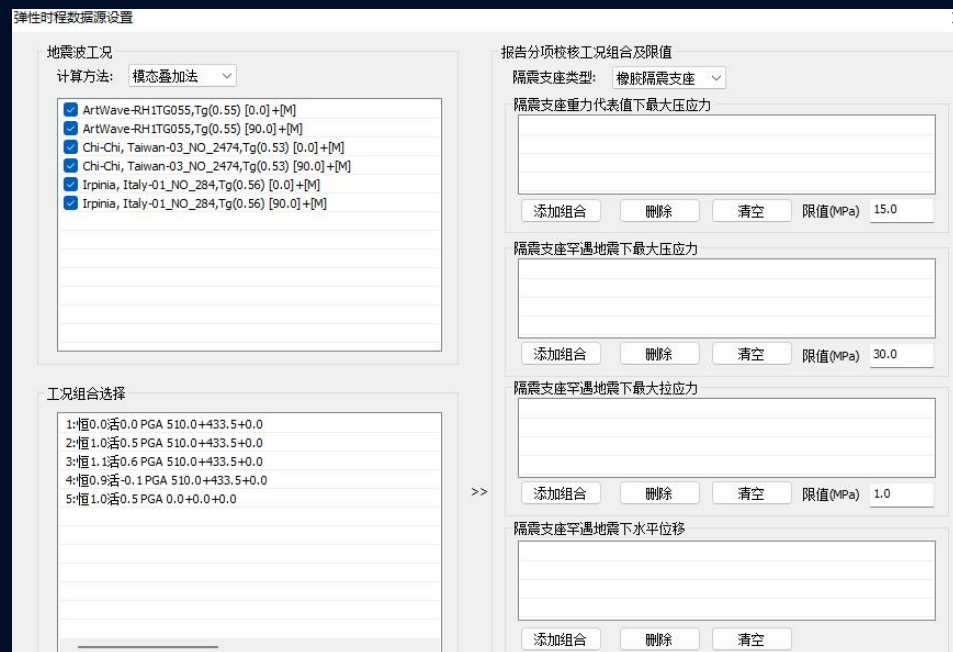 弹性时程数据源设置
地震波工况
计算方法: 模态叠加法
ArtWave-RH1TG055,Tg(0.55) [0.0]+[M]
ArtWave-RH1TG055,Tg(0.55) [90.0]+[M]
Chi-Chi, Taiwan-03_NO_2474,Tg(0.53) [0.0]+[M]
Chi-Chi, Taiwan-03_NO_2474,Tg(0.53) [90.0]+[M]
Irpinia, Italy-01_NO_284,Tg(0.56) [0.0]+[M]
Irpinia, Italy-01_NO_284,Tg(0.56) [90.0]+[M]
工况组合选择
1:恒0.0活0.0 PGA 510.0+433.5+0.0
2:恒1.0活0.5 PGA 510.0+433.5+0.0
3:恒1.1活0.6 PGA 510.0+433.5+0.0
4:恒0.9活-0.1 PGA 510.0+433.5+0.0
5:恒1.0活0.5 PGA 0.0+0.0+0.0
>>
报告分项校核工况组合及限值
隔震支座类型: 橡胶隔震支座
隔震支座重力代表值下最大压应力
添加组合 删除 清空 限值(MPa) 15.0
隔震支座罕遇地震下最大压应力
添加组合 删除 清空 限值(MPa) 30.0
隔震支座罕遇地震下最大拉应力
添加组合 删除 清空 限值(MPa) 1.0
隔震支座罕遇地震下水平位移
添加组合 删除 清空